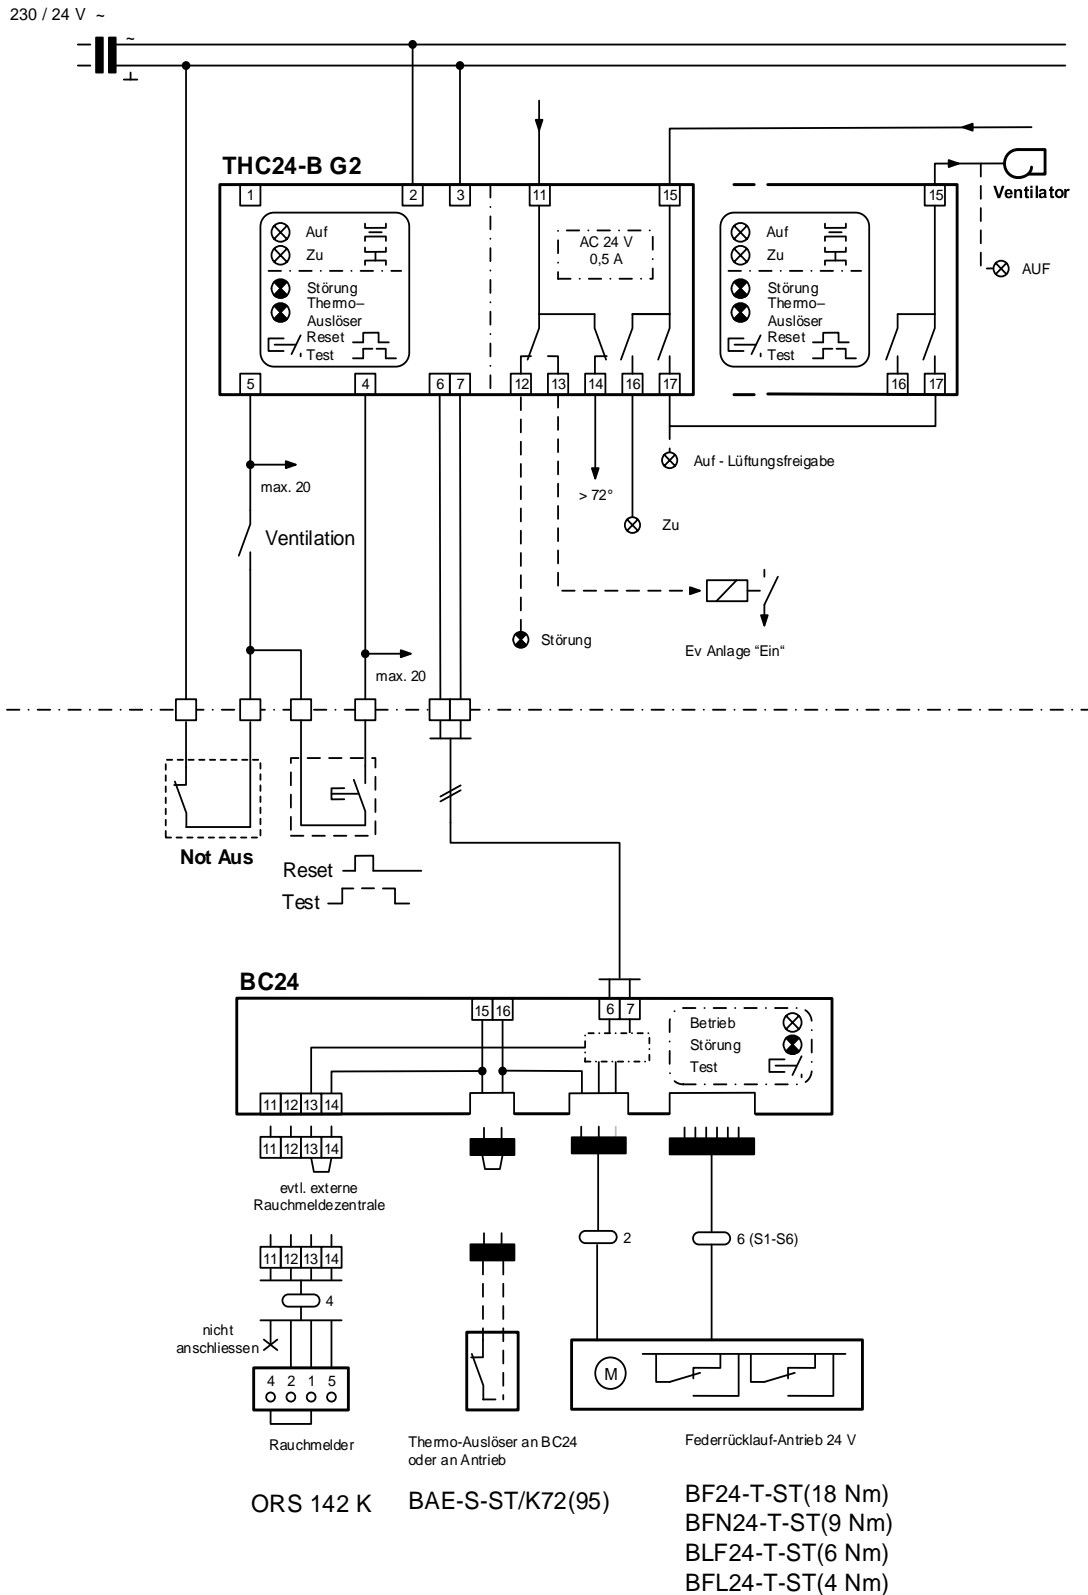 230 / 24 V ~
~
THC24-B G2
1 2 3 11 15 15
Ventilator
AUF
Auf
Zu
Störung
Thermo–
Auslöser
Reset
Test
AC 24 V
0,5 A
Auf
Zu
Störung
Thermo–
Auslöser
Reset
Test
5 4 6 7 12 13 14 16 17 16 17
max. 20
Ventilation
> 72°
Auf - Lüftungsfreigabe
Zu
Störung
Ev Anlage “Ein“
max. 20
Not Aus
Reset
Test
BC24
15 16 6 7
Betrieb
Störung
Test
11 12 13 14
11 12 13 14
evtl. externe
Rauchmeldezentrale
2
6 (S1-S6)
11 12 13 14
4
nicht
anschliessen
4 2 1 5
M
Rauchmelder
Thermo-Auslöser an BC24
oder an Antrieb
Federrücklauf-Antrieb 24 V
ORS 142 K
BAE-S-ST/K72(95)
BF24-T-ST(18 Nm)
BFN24-T-ST(9 Nm)
BLF24-T-ST(6 Nm)
BFL24-T-ST(4 Nm)